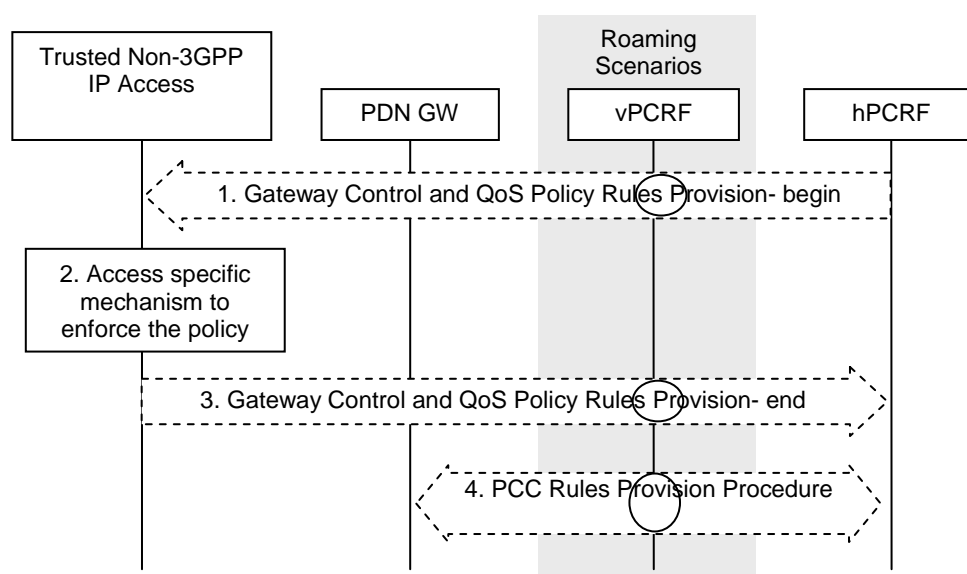 Trusted Non-3GPP
IP Access
PDN GW
Roaming
Scenarios
vPCRF
hPCRF
1. Gateway Control and QoS Policy Rules Provision- begin
2. Access specific
mechanism to
enforce the policy
3. Gateway Control and QoS Policy Rules Provision- end
4. PCC Rules Provision Procedure